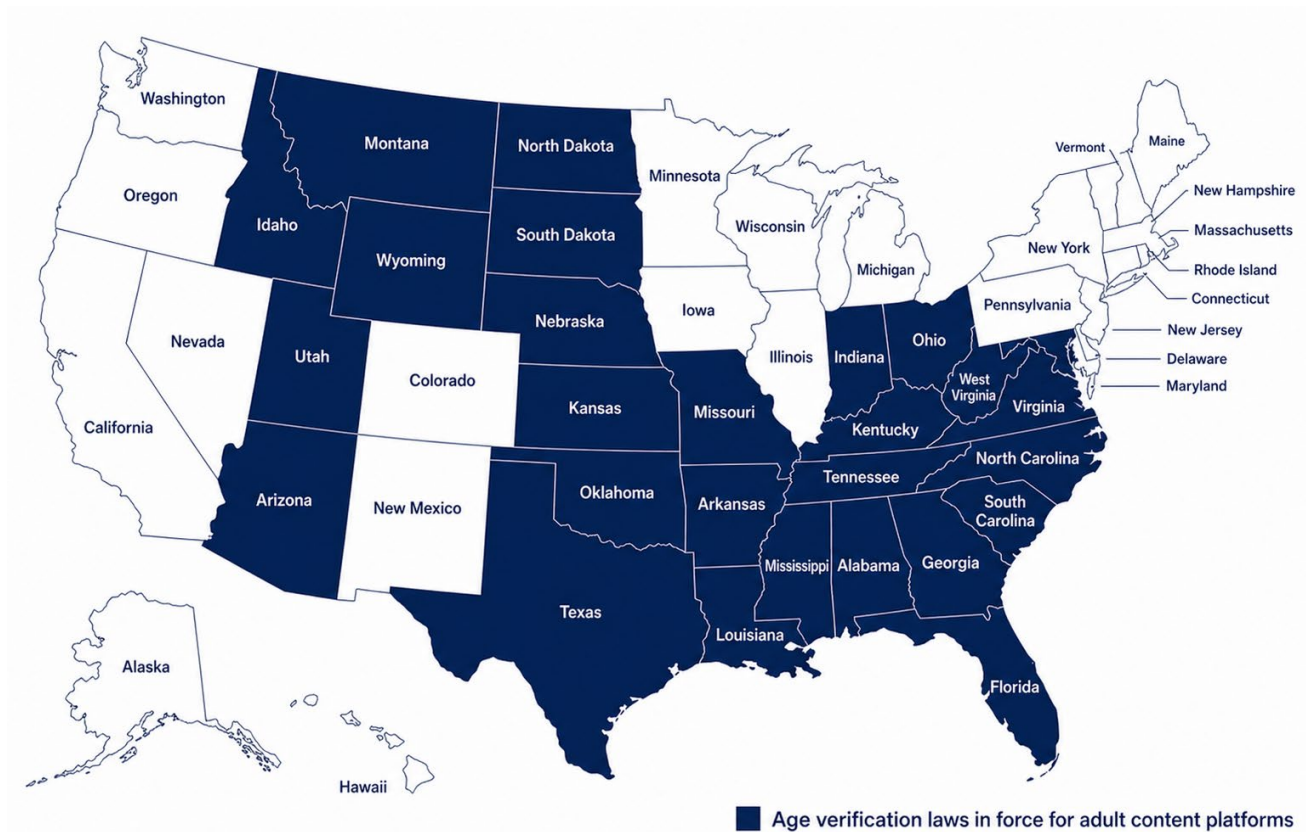 Washington
Montana
North Dakota
Minnesota
Vermont
Maine
Oregon
Idaho
South Dakota
Wisconsin
New Hampshire
Wyoming
Michigan
New York
Massachusetts
Rhode Island
Connecticut
Nevada
Utah
Colorado
Nebraska
Iowa
Illinois
Indiana
Ohio
Pennsylvania
New Jersey
Delaware
Maryland
California
Kansas
Missouri
Kentucky
West
Virginia
Virginia
Arizona
New Mexico
Oklahoma
Arkansas
Tennessee
North Carolina
South
Carolina
Texas
Louisiana
Mississippi
Alabama
Georgia
Florida
Alaska
Hawaii
Age verification laws in force for adult content platforms